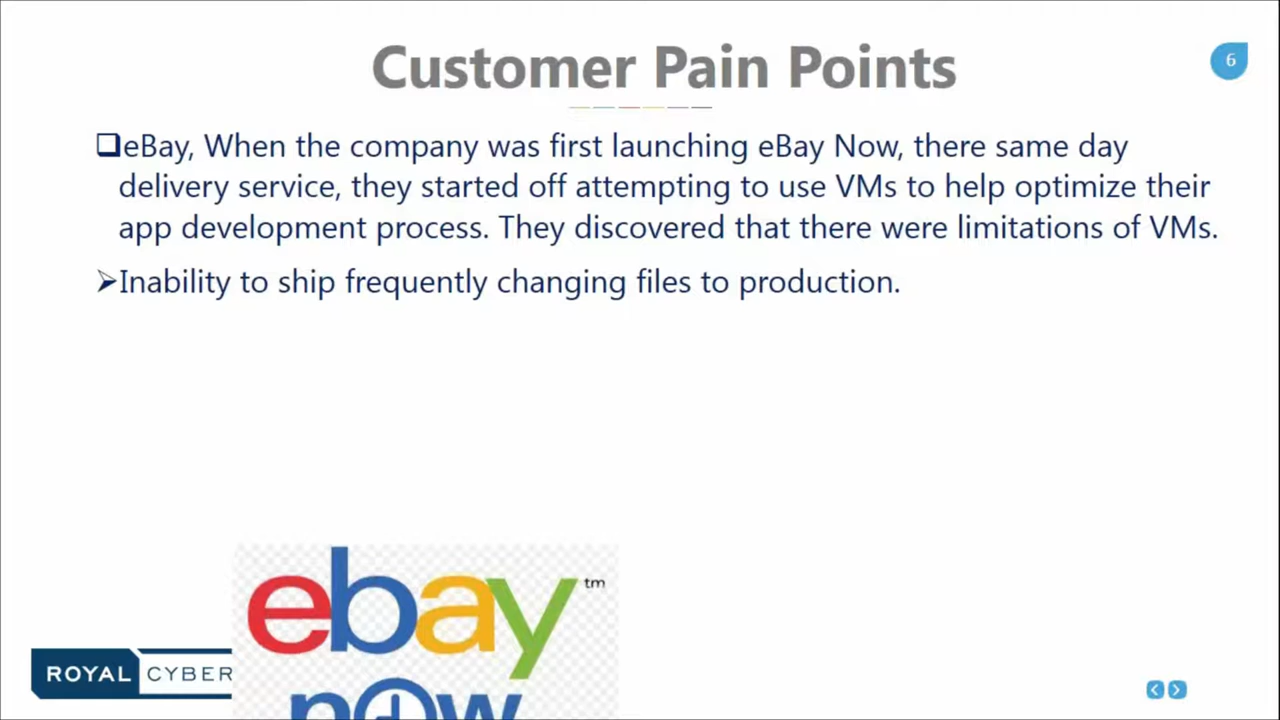 Customer Pain Points
6
❑eBay, When the company was first launching eBay Now, there same day
delivery service, they started off attempting to use VMs to help optimize their
app development process. They discovered that there were limitations of VMs.
➢Inability to ship frequently changing files to production.
ebay™
now
ROYAL CYBER